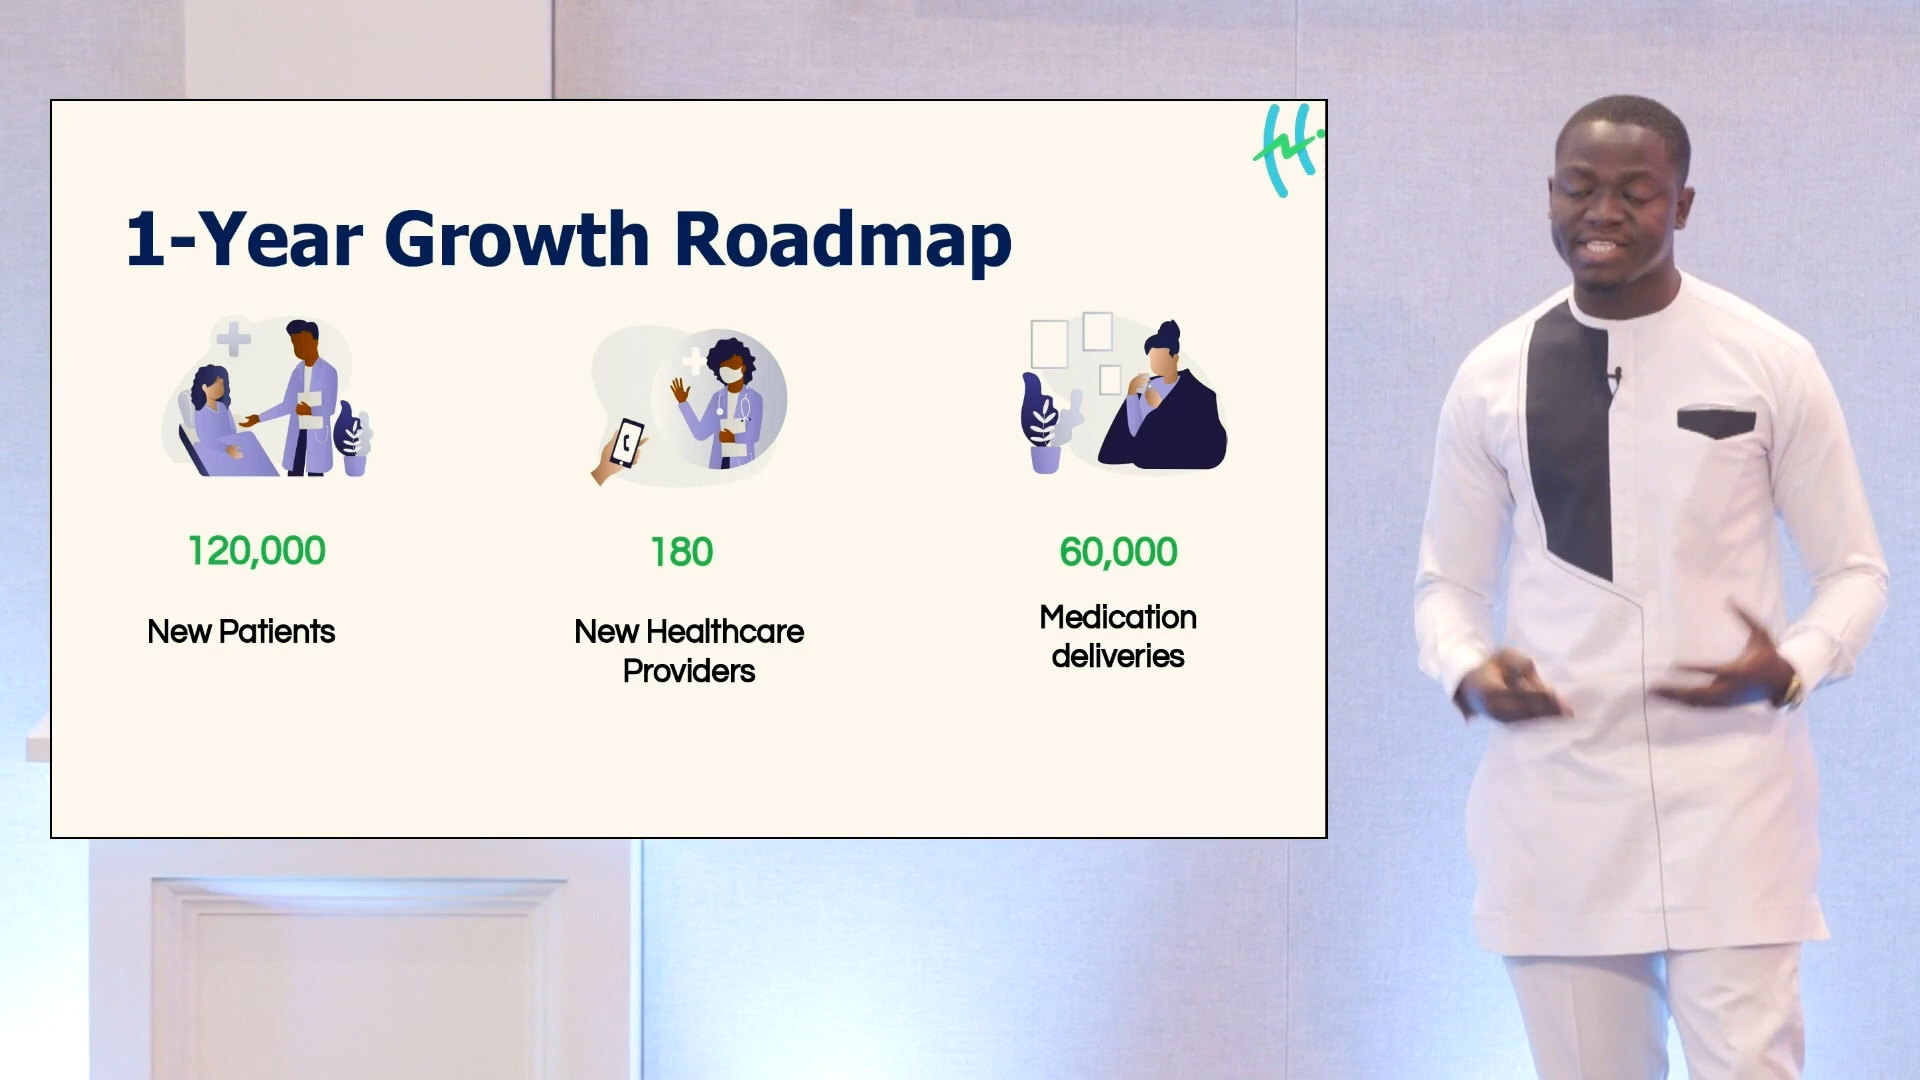 1-Year Growth Roadmap
120,000
New Patients
180
New Healthcare
Providers
60,000
Medication
deliveries